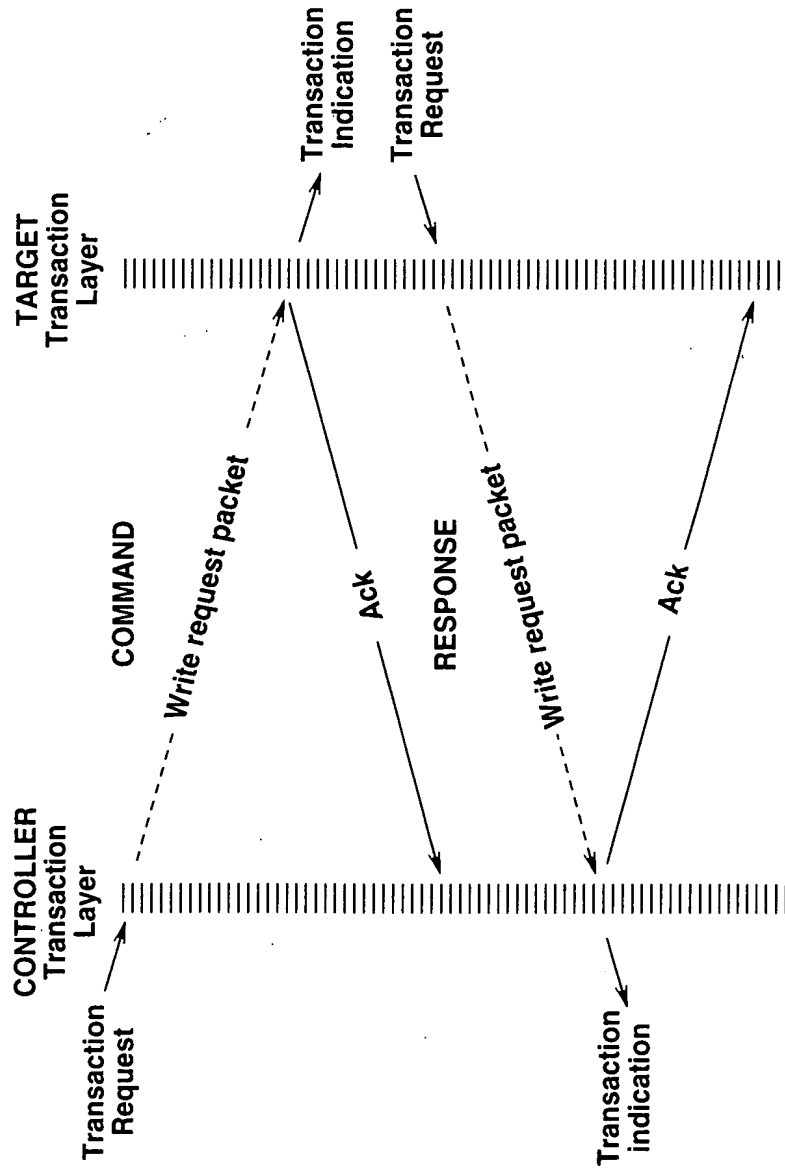 CONTROLLER
Transaction
Layer
TARGET
Transaction
Layer
Transaction
Request
COMMAND
Write request packet
Transaction
Indication
Ack
Transaction
Request
RESPONSE
Write request packet
Transaction
indication
Ack